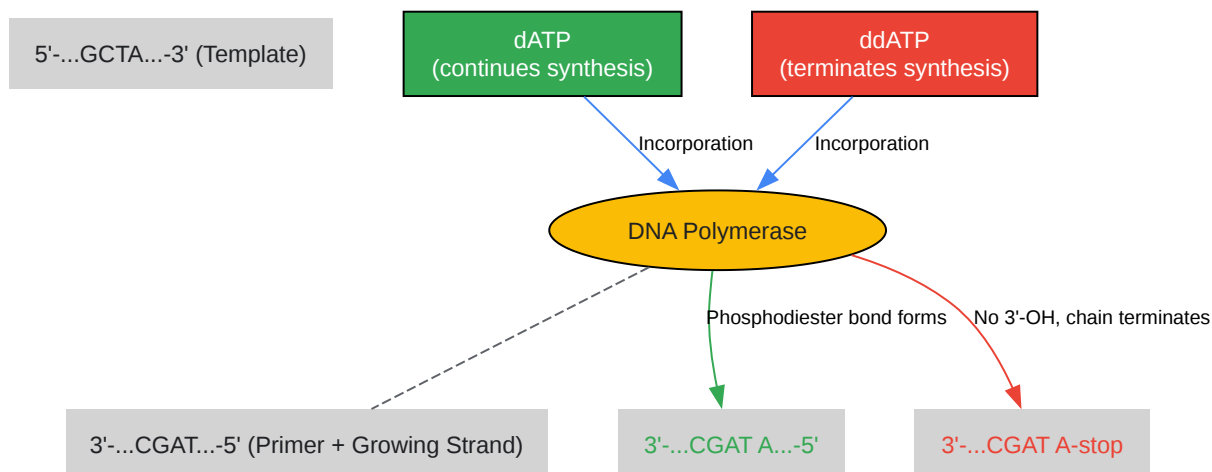 5'-...GCTA...-3' (Template)
dATP
(continues synthesis)
ddATP
(terminates synthesis)
Incorporation
Incorporation
DNA Polymerase
Phosphodiester bond forms
No 3'-OH, chain terminates
3'-...CGAT...-5' (Primer + Growing Strand)
3'-...CGAT A...-5'
3'-...CGAT A-stop